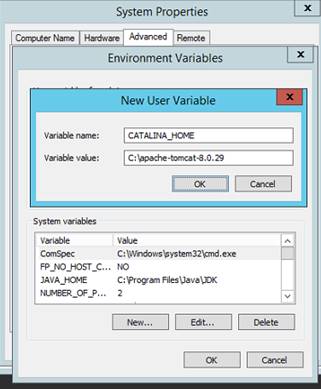 System Properties
x
Computer Name
Hardware
Advanced
Remote
Environment Variables
x
New User Variable
x
Variable name:
CATALINA_HOME
Variable value:
C:\apache-tomcat-8.0.29
OK
Cancel
System variables
Variable
Value
ComSpec
C:\Windows\system32\cmd.exe
FP_NO_HOST_C...
NO
JAVA_HOME
C:\Program Files\Java\JDK
NUMBER_OF_P...
2
New...
Edit...
Delete
OK
Cancel